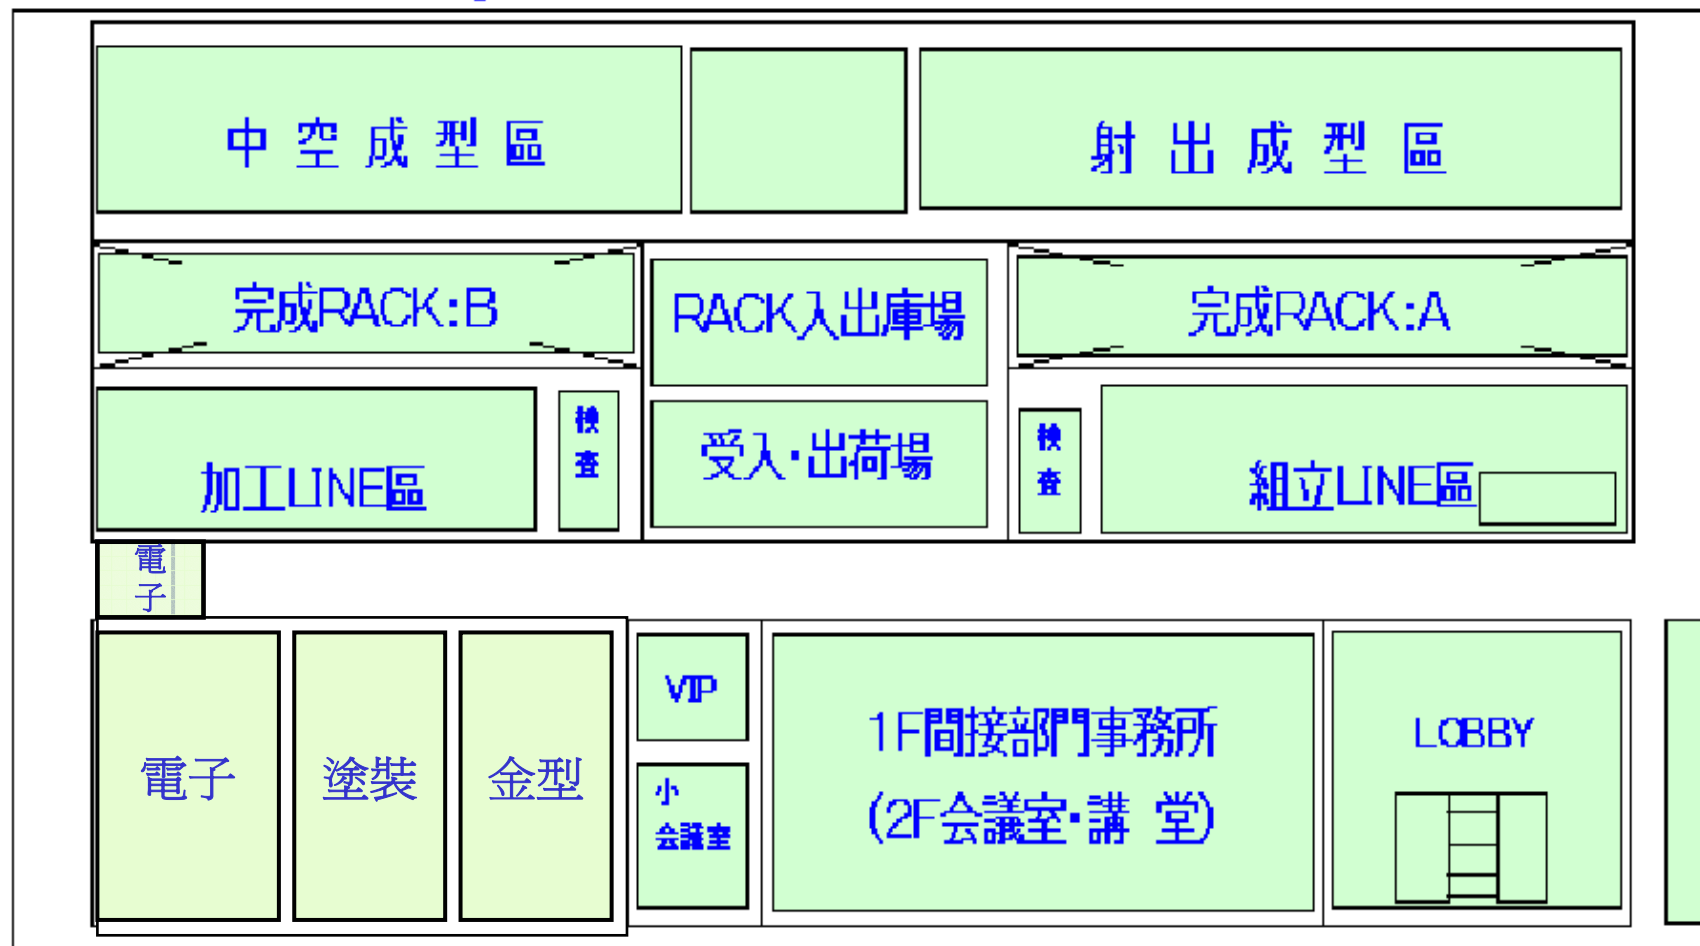 中空成型區
射出成型區
完成RACK:B
RACK入出庫場
完成RACK:A
加工LINE區
検査
受入・出荷場
検査
組立LINE區
電子
電子
塗裝
金型
VIP
小
会議室
1F間接部門事務所
(2F会議室・講 堂)
LOBBY